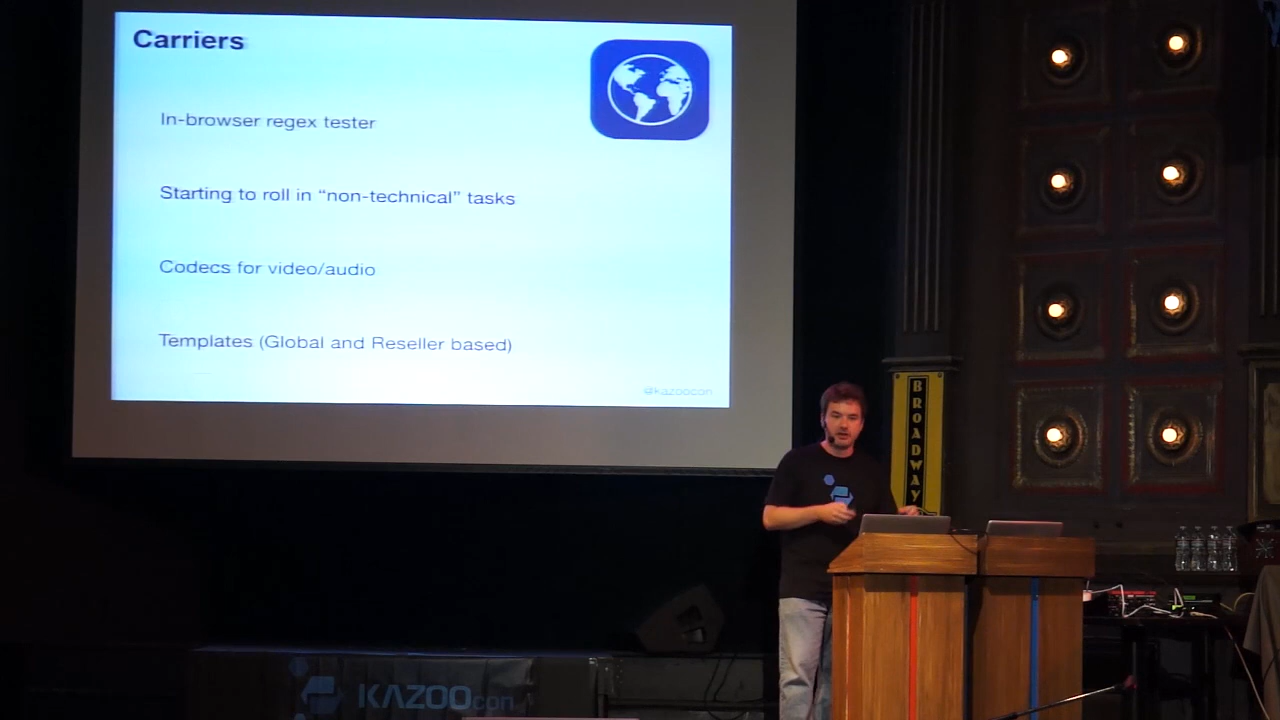 Carriers
In-browser regex tester
Starting to roll in “non-technical” tasks
Codecs for video/audio
Templates (Global and Reseller based)
@kazoocon
BROADWAY
KAZOOcon